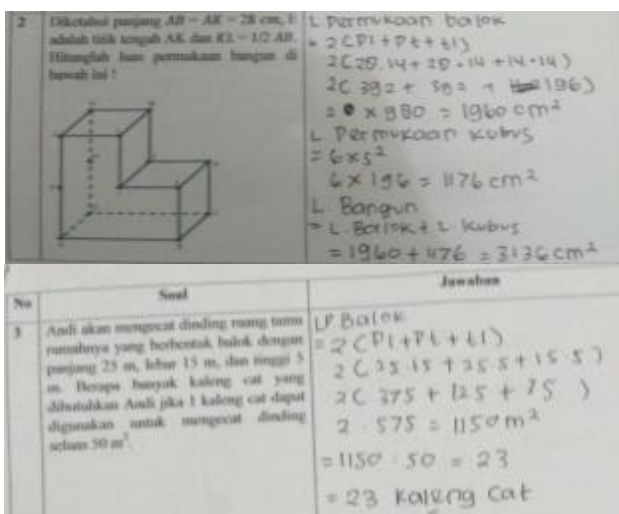 2
Diketahui panjang AB = AK = 28 cm, E
adalah titik tengah AK dan KL = 1/2 AB.
Hitunglah luas permukaan bangun di
bawah ini !
L Permukaan balok
= 2(Pl + Pt + tl)
2(28.14 + 28.14 + 14.14)
2( 392 + 392 + 196)
2 x 980 = 1960 cm²
L Permukaan kubus
= 6xs²
6 x 196 = 1176 cm²
L Bangun
= L. Balok + L kubus
= 1960 + 1176 = 3136 cm²
No
Soal
Jawaban
3
Andi akan mengecat dinding ruang tamu
rumahnya yang berbentuk balok dengan
panjang 25 m, lebar 15 m, dan tinggi 5
m. Berapa banyak kaleng cat yang
dibutuhkan Andi jika 1 kaleng cat dapat
digunakan untuk mengecat dinding
seluas 50 m².
LP Balok
= 2(Pl + Pt + tl)
2(25 15 + 25 5 + 15 5)
2( 375 + 125 + 75 )
2 . 575 = 1150 m²
= 1150 : 50 = 23
= 23 Kaleng Cat